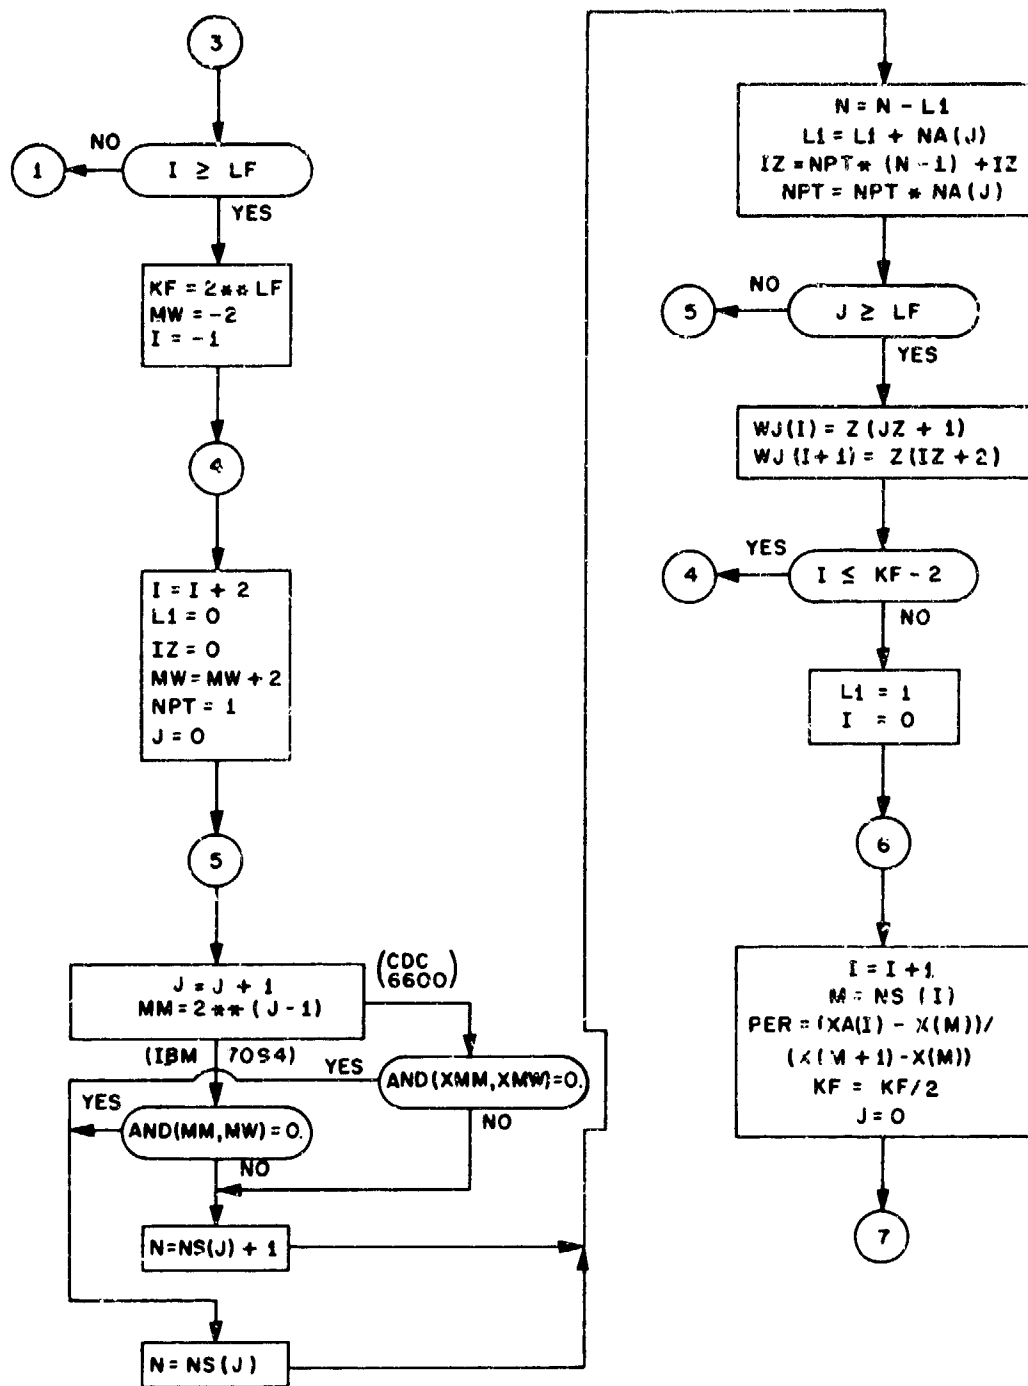 3
NO
1
I ≥ LF
YES
KF = 2** LF
MW = -2
I = -1
4
I = I + 2
L1 = 0
IZ = 0
MW = MW + 2
NPT = 1
J = 0
5
J = J + 1
MM = 2** (J-1)
(CDC
6600)
(IBM 7094)
YES
AND(XMM,XMW)=0.
YES
NO
AND(MM,MW)=0.
NO
N=NS(J) + 1
N=NS(J)
N = N - L1
L1 = L1 + NA(J)
IZ = NPT* (N-1) +IZ
NPT = NPT * NA(J)
NO
5
J ≥ LF
YES
WJ(I) = Z(JZ + 1)
WJ(I+1) = Z(IZ + 2)
YES
4
I ≤ KF-2
NO
L1 = 1
I = 0
6
I = I+1
M = NS (I)
PER = (XA(I) - X(M))/
(X(M+1)-X(M))
KF = KF/2
J=0
7